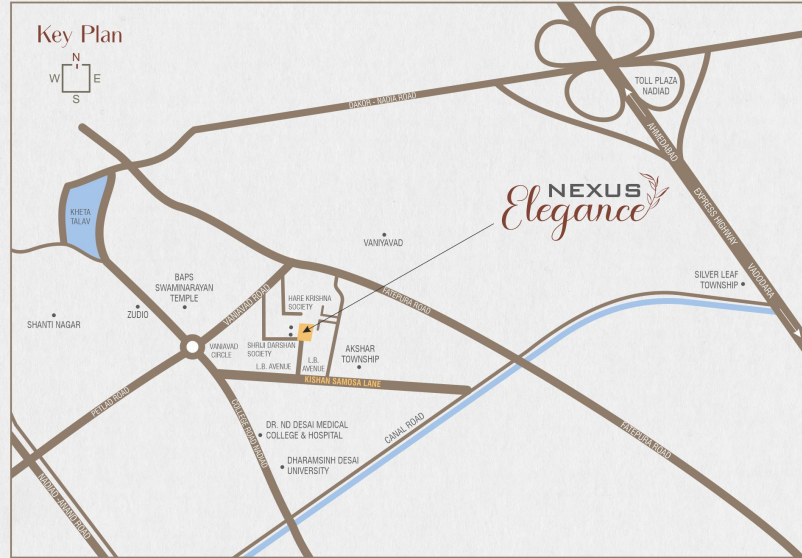 Key Plan
N
W E
S
TOLL PLAZA
NADIAD
DAKOR - NADIA ROAD
AHMEDABAD
EXPRESS HIGHWAY
VADODARA
NEXUS
Elegance
KHETA
TALAV
VANIYAVAD
BAPS
SWAMINARAYAN
TEMPLE
SILVER LEAF
TOWNSHIP
ZUDIO
SHANTI NAGAR
VANIAVAD ROAD
HARE KRISHNA
SOCIETY
FATEPURA ROAD
VANIAVAD
CIRCLE
SHRIJI DARSHAN
SOCIETY
L.B. AVENUE
L.B.
AVENUE
AKSHAR
TOWNSHIP
KISHAN SAMOSA LANE
PETLAD ROAD
COLLEGE ROAD NADIAD
DR. ND DESAI MEDICAL
COLLEGE & HOSPITAL
CANAL ROAD
FATEPURA ROAD
DHARAMSINH DESAI
UNIVERSITY
NADIAD -ANAND ROAD